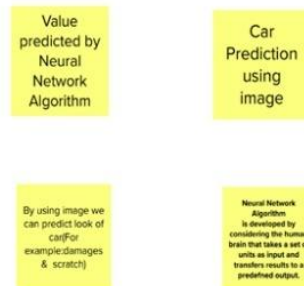 Value
predicted by
Neural
Network
Algorithm
Car
Prediction
using
image
By using image we
can predict look of
car(For
example:damages
& scratch)
Neural Network
Algorithm
is developed by
considering the human
brain that takes a set of
units as input and
transfers results to a
predefned output.